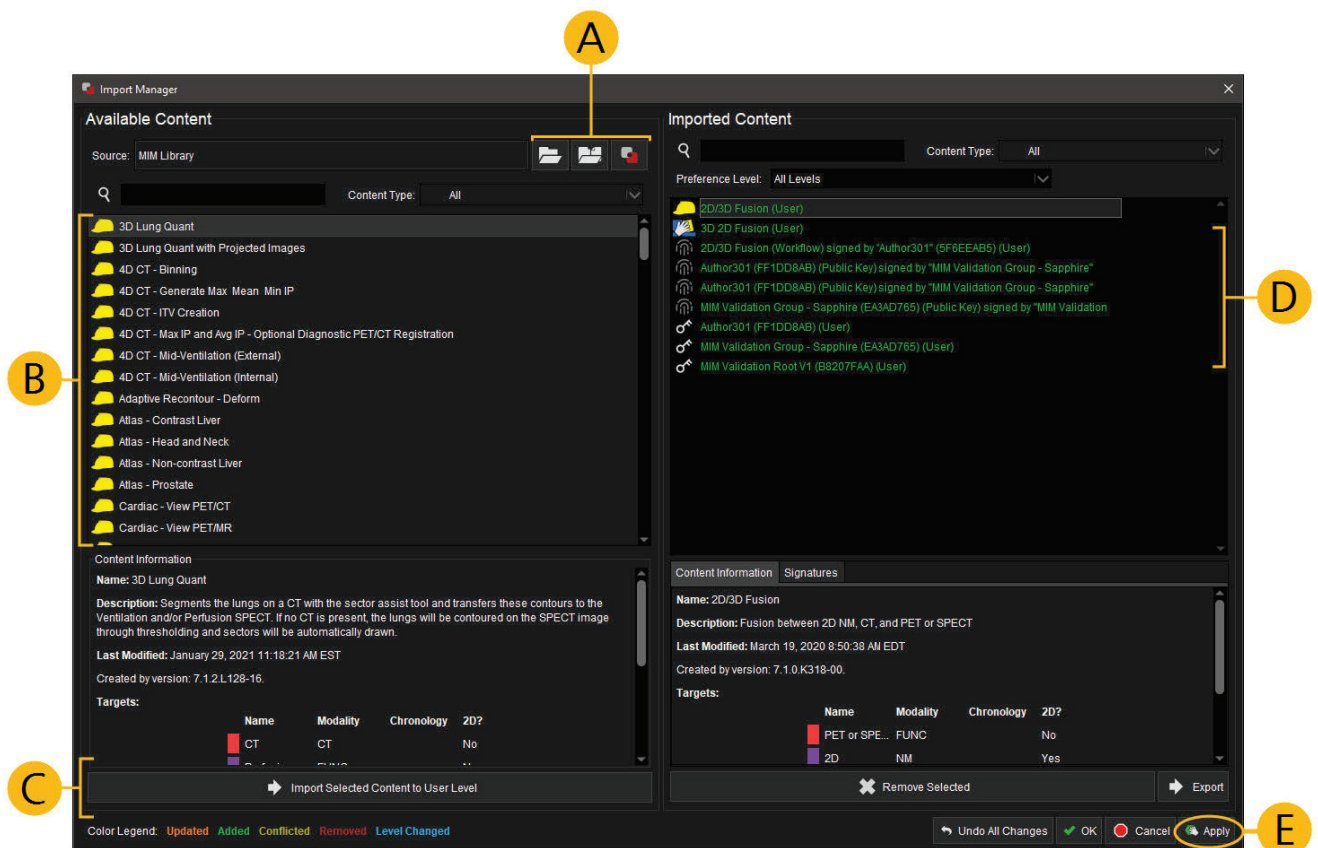 A
Import Manager
Available Content
Source: MIM Library
Content Type: All
3D Lung Quant
3D Lung Quant with Projected Images
4D CT - Binning
4D CT - Generate Max Mean Min IP
4D CT - ITV Creation
4D CT - Max IP and Avg IP - Optional Diagnostic PET/CT Registration
4D CT - Mid-Ventilation (External)
4D CT - Mid-Ventilation (Internal)
Adaptive Recontour - Deform
Atlas - Contrast Liver
Atlas - Head and Neck
Atlas - Non-contrast Liver
Atlas - Prostate
Cardiac - View PET/CT
Cardiac - View PET/MR
B
Content Information
Name: 3D Lung Quant
Description: Segments the lungs on a CT with the sector assist tool and transfers these contours to the
Ventilation and/or Perfusion SPECT. If no CT is present, the lungs will be contoured on the SPECT image
through thresholding and sectors will be automatically drawn.
Last Modified: January 29, 2021 11:18:21 AM EST
Created by version: 7.1.2.L128-16.
Targets:
Name Modality Chronology 2D?
CT CT No
C
Import Selected Content to User Level
Color Legend: Updated Added Conflicted Removed Level Changed
Imported Content
Content Type: All
Preference Level: All Levels
2D/3D Fusion (User)
3D 2D Fusion (User)
2D/3D Fusion (Workflow) signed by "Author301" (5F6EEAB5) (User)
Author301 (FF1DD8AB) (Public Key) signed by "MIM Validation Group - Sapphire"
Author301 (FF1DD8AB) (Public Key) signed by "MIM Validation Group - Sapphire"
MIM Validation Group - Sapphire (EA3AD765) (Public Key) signed by "MIM Validation
Author301 (FF1DD8AB) (User)
MIM Validation Group - Sapphire (EA3AD765) (User)
MIM Validation Root V1 (B8207FAA) (User)
D
Content Information Signatures
Name: 2D/3D Fusion
Description: Fusion between 2D NM, CT, and PET or SPECT
Last Modified: March 19, 2020 8:50:38 AM EDT
Created by version: 7.1.0.K318-00.
Targets:
Name Modality Chronology 2D?
PET or SPE... FUNC No
2D NM Yes
Remove Selected Export
Undo All Changes OK Cancel Apply
E